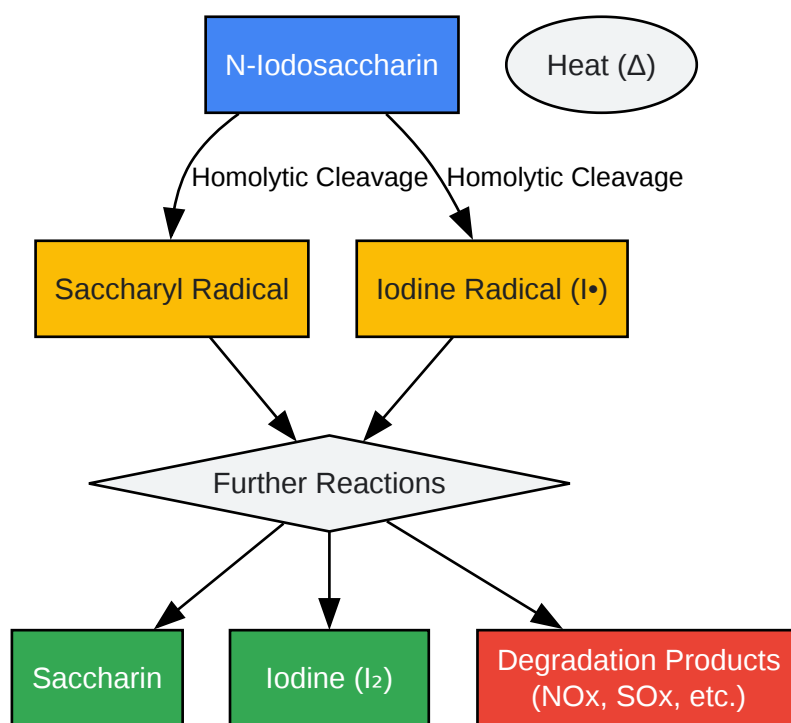 N-Iodosaccharin
Heat (Δ)
Homolytic Cleavage
Homolytic Cleavage
Saccharyl Radical
Iodine Radical (I•)
Further Reactions
Saccharin
Iodine (I₂)
Degradation Products
(NOx, SOx, etc.)